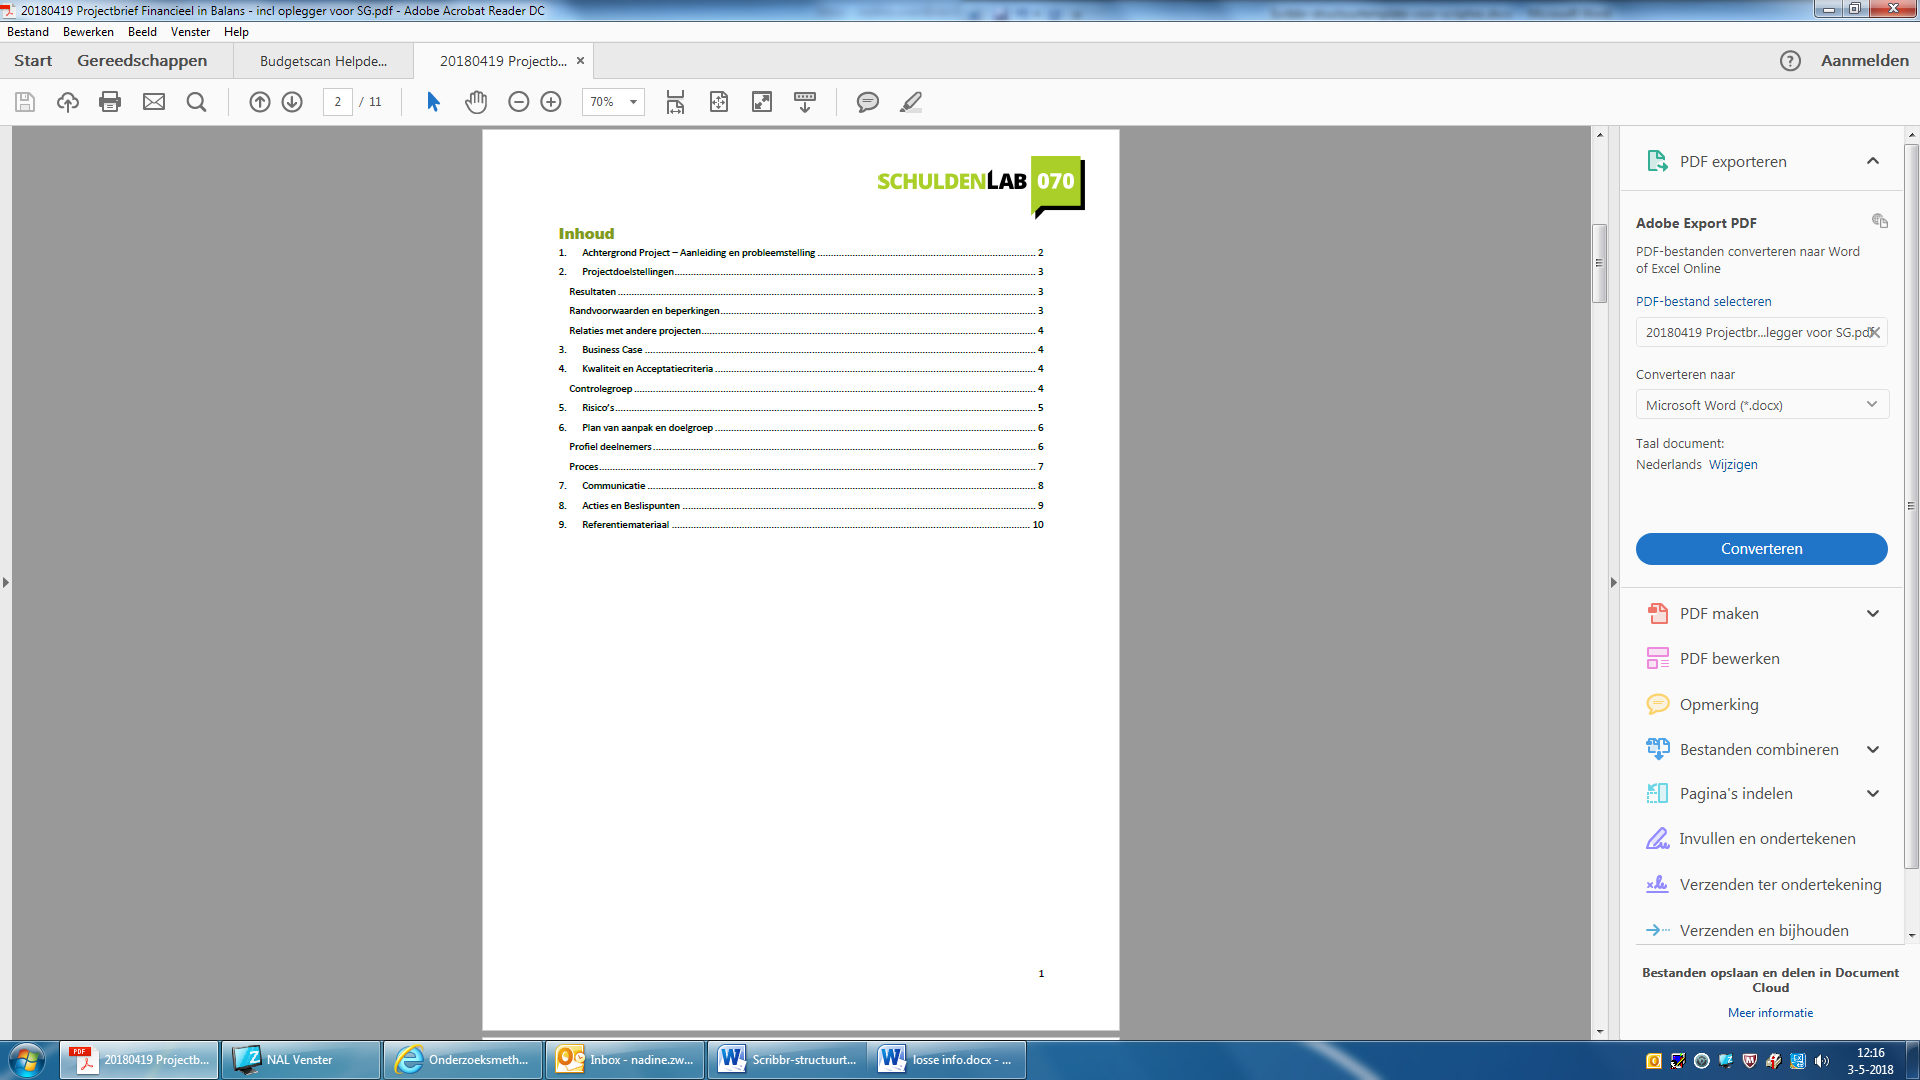 20180419 Projectbrief Financieel in Balans - incl oplegger voor SG.pdf - Adobe Acrobat Reader DC
Bestand Bewerken Beeld Venster Help
Start Gereedschappen Budgetscan Helpde... 20180419 Projectb... Aanmelden
2 / 11 70%
SCHULDENLAB 070
Inhoud
1. Achtergrond Project – Aanleiding en probleemstelling 2
2. Projectdoelstellingen 3
Resultaten 3
Randvoorwaarden en beperkingen 3
Relaties met andere projecten 4
3. Business Case 4
4. Kwaliteit en Acceptatiecriteria 4
Controlegroep 4
5. Risico's 5
6. Plan van aanpak en doelgroep 6
Profiel deelnemers 6
Proces 7
7. Communicatie 8
8. Acties en Beslispunten 9
9. Referentiemateriaal 10
1
PDF exporteren
Adobe Export PDF
PDF-bestanden converteren naar Word
of Excel Online
PDF-bestand selecteren
20180419 Projectbr...legger voor SG.pdf
Converteren naar
Microsoft Word (*.docx)
Taal document:
Nederlands Wijzigen
Converteren
PDF maken
PDF bewerken
Opmerking
Bestanden combineren
Pagina's indelen
Invullen en ondertekenen
Verzenden ter ondertekening
Verzenden en bijhouden
Bestanden opslaan en delen in Document
Cloud
Meer informatie
20180419 Projectb... NAL Venster Onderzoeksmeth... Inbox - nadine.zw... Scribbr-structuurt... losse info.docx - ...
12:16
3-5-2018